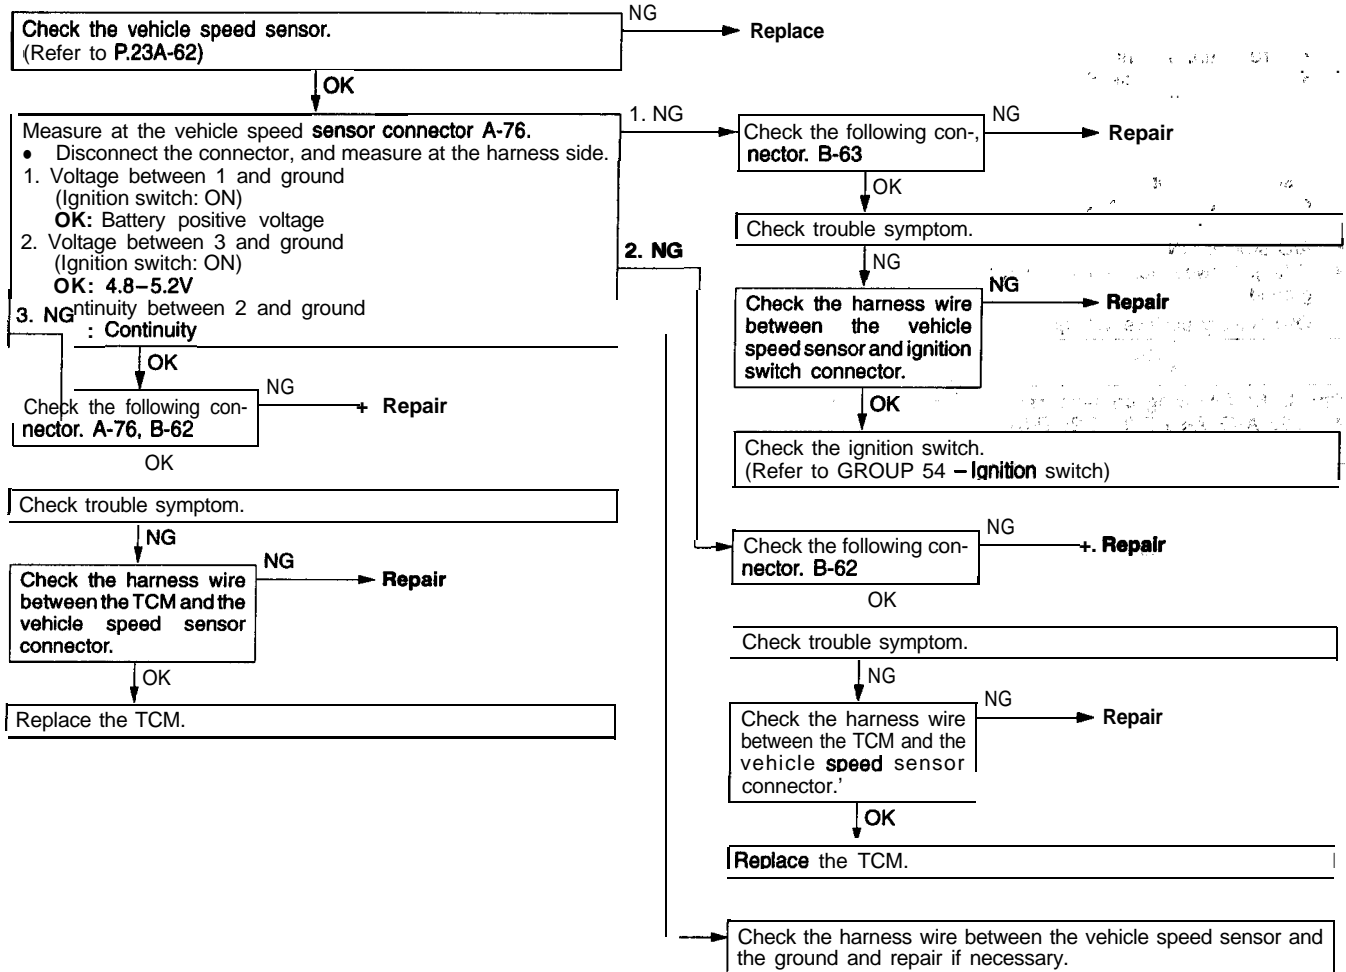 Check the vehicle speed sensor.
(Refer to P.23A-62)
NG
Replace
OK
Measure at the vehicle speed sensor connector A-76.
• Disconnect the connector, and measure at the harness side.
1. Voltage between 1 and ground
(Ignition switch: ON)
OK: Battery positive voltage
2. Voltage between 3 and ground
(Ignition switch: ON)
OK: 4.8–5.2V
ntinuity between 2 and ground
: Continuity
3. NG
OK
Check the following con-
nector. A-76, B-62
NG
+ Repair
OK
Check trouble symptom.
NG
Check the harness wire
between the TCM and the
vehicle speed sensor
connector.
NG
Repair
OK
Replace the TCM.
1. NG
Check the following con-,
nector. B-63
NG
Repair
OK
Check trouble symptom.
NG
Check the harness wire
between the vehicle
speed sensor and ignition
switch connector.
NG
Repair
OK
Check the ignition switch.
(Refer to GROUP 54 – Ignition switch)
2. NG
Check the following con-
nector. B-62
NG
+. Repair
OK
Check trouble symptom.
NG
Check the harness wire
between the TCM and the
vehicle speed sensor
connector.'
NG
Repair
OK
Replace the TCM.
Check the harness wire between the vehicle speed sensor and
the ground and repair if necessary.